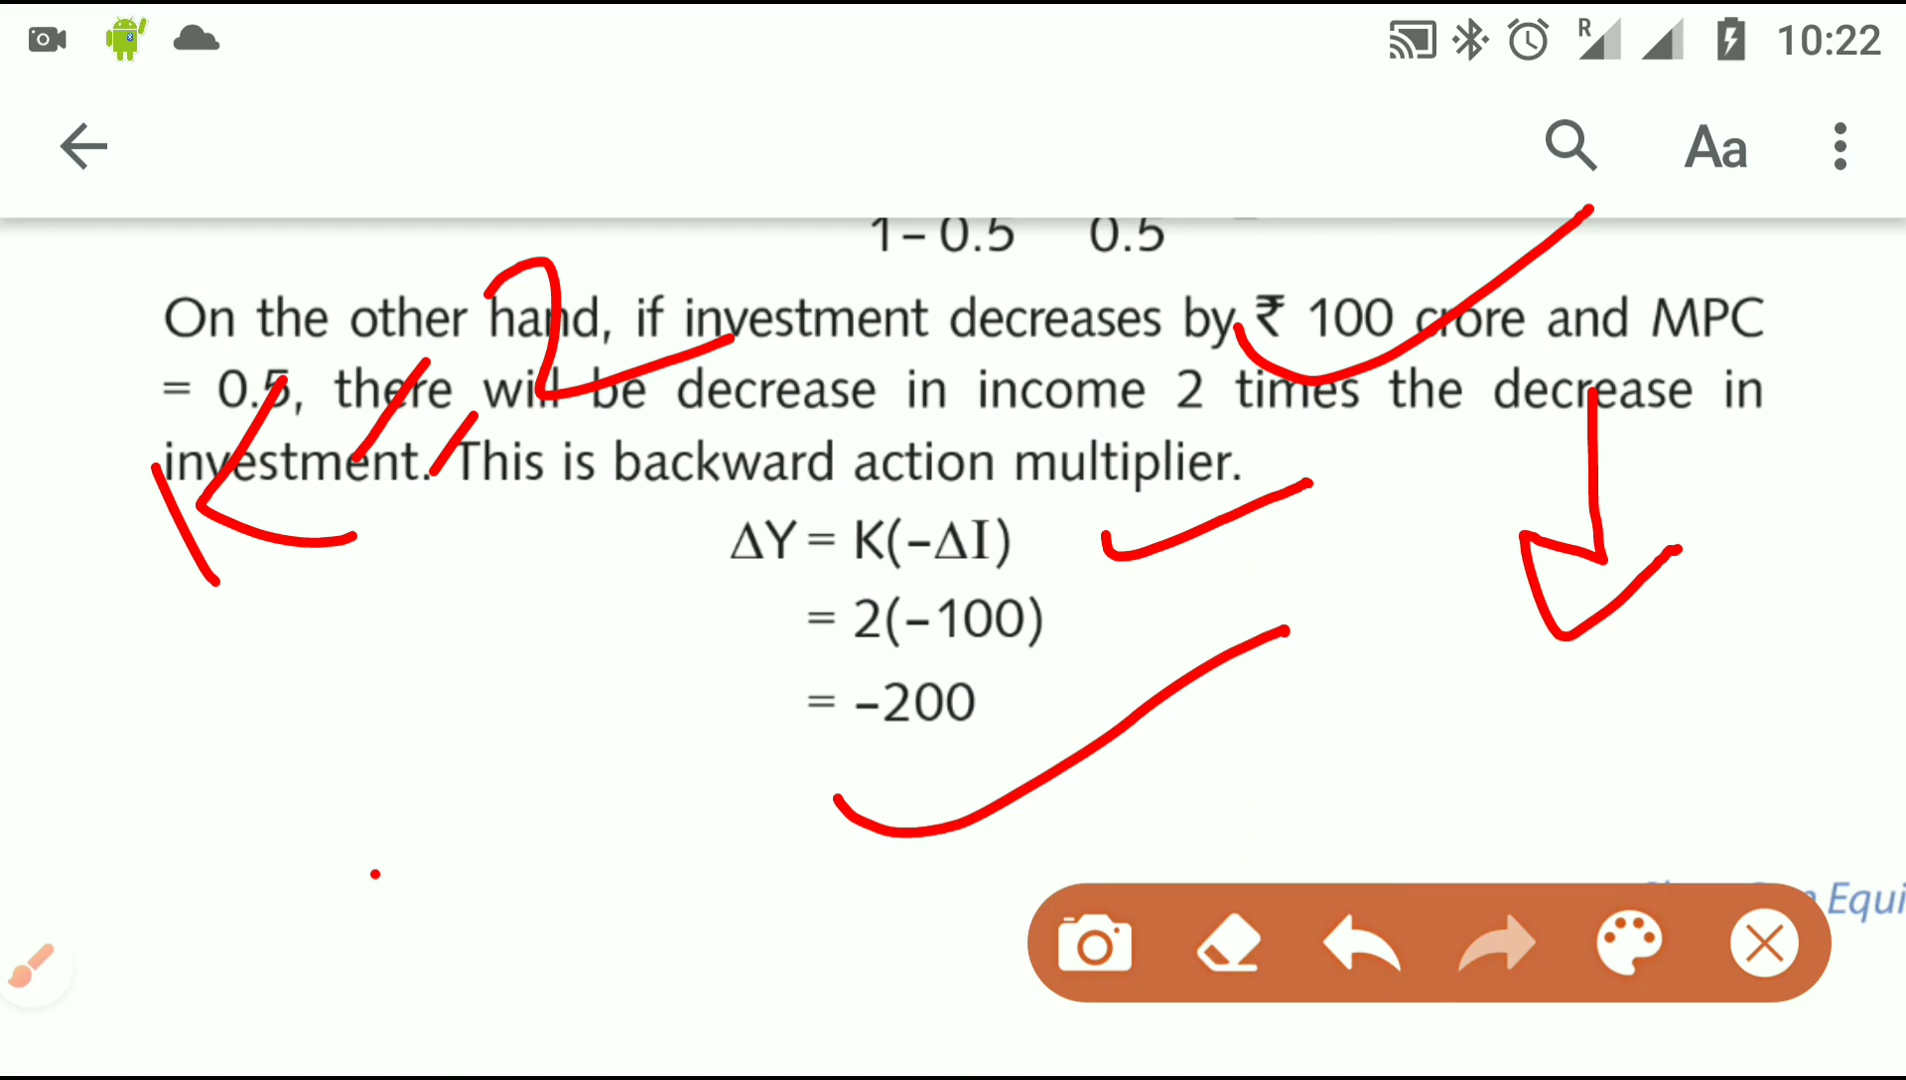 R 10:22
Aa
1– 0.5 0.5
On the other hand, if investment decreases by ₹ 100 crore and MPC
= 0.5, there will be decrease in income 2 times the decrease in
investment. This is backward action multiplier.
K = 2
ΔY = K(–ΔI)
= 2(–100)
= –200
Equi